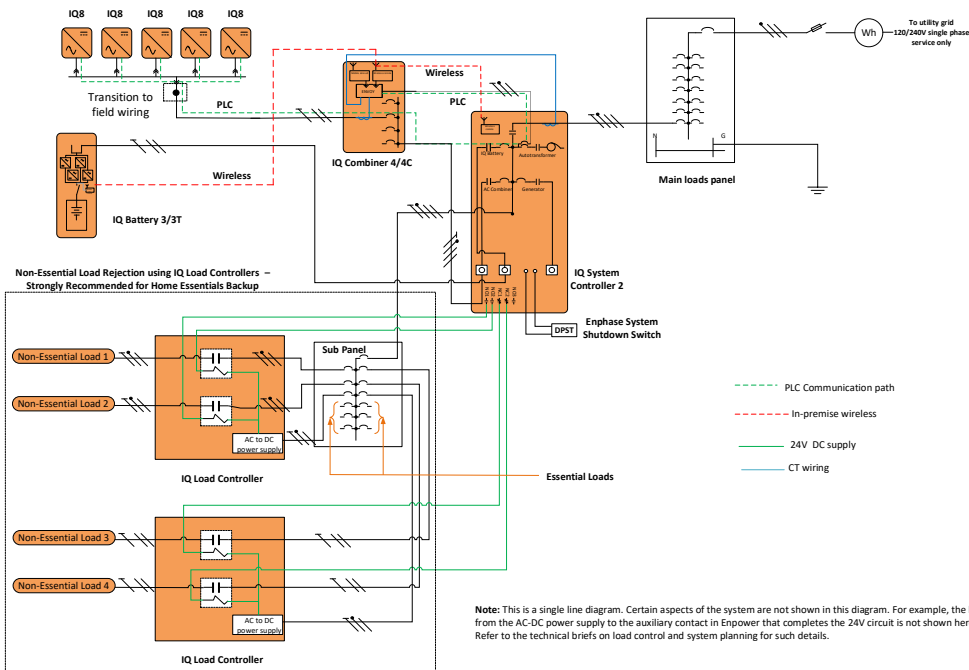 IQ8 IQ8 IQ8 IQ8 IQ8
Transition to
field wiring
PLC
Wireless
IQ Battery 3/3T
Wireless
PLC
ENVOY
IQ Combiner 4/4C
IQ Battery
Autotransformer
AC Combiner
Generator
NO1
NO2
NC1
NC2
IQ System
Controller 2
DPST
Enphase System
Shutdown Switch
N
G
Main loads panel
Wh
To utility grid
120/240V single phase
service only
Non-Essential Load Rejection using IQ Load Controllers –
Strongly Recommended for Home Essentials Backup
Non-Essential Load 1
Non-Essential Load 2
AC to DC
power supply
IQ Load Controller
Sub Panel
Essential Loads
Non-Essential Load 3
Non-Essential Load 4
AC to DC
power supply
IQ Load Controller
PLC Communication path
In-premise wireless
24V DC supply
CT wiring
Note: This is a single line diagram. Certain aspects of the system are not shown in this diagram. For example, the
from the AC-DC power supply to the auxiliary contact in Enpower that completes the 24V circuit is not shown her
Refer to the technical briefs on load control and system planning for such details.